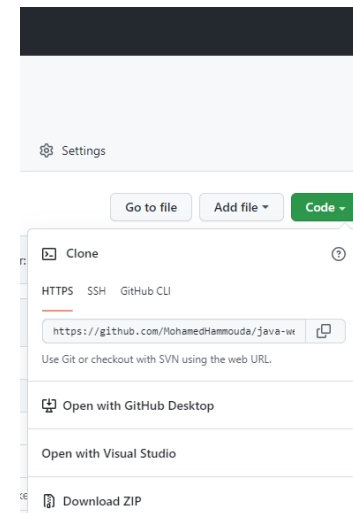 Settings
Go to file Add file Code
r:
Clone
HTTPS SSH GitHub CLI
https://github.com/MohamedHammouda/java-we
Use Git or checkout with SVN using the web URL.
Open with GitHub Desktop
Open with Visual Studio
Download ZIP